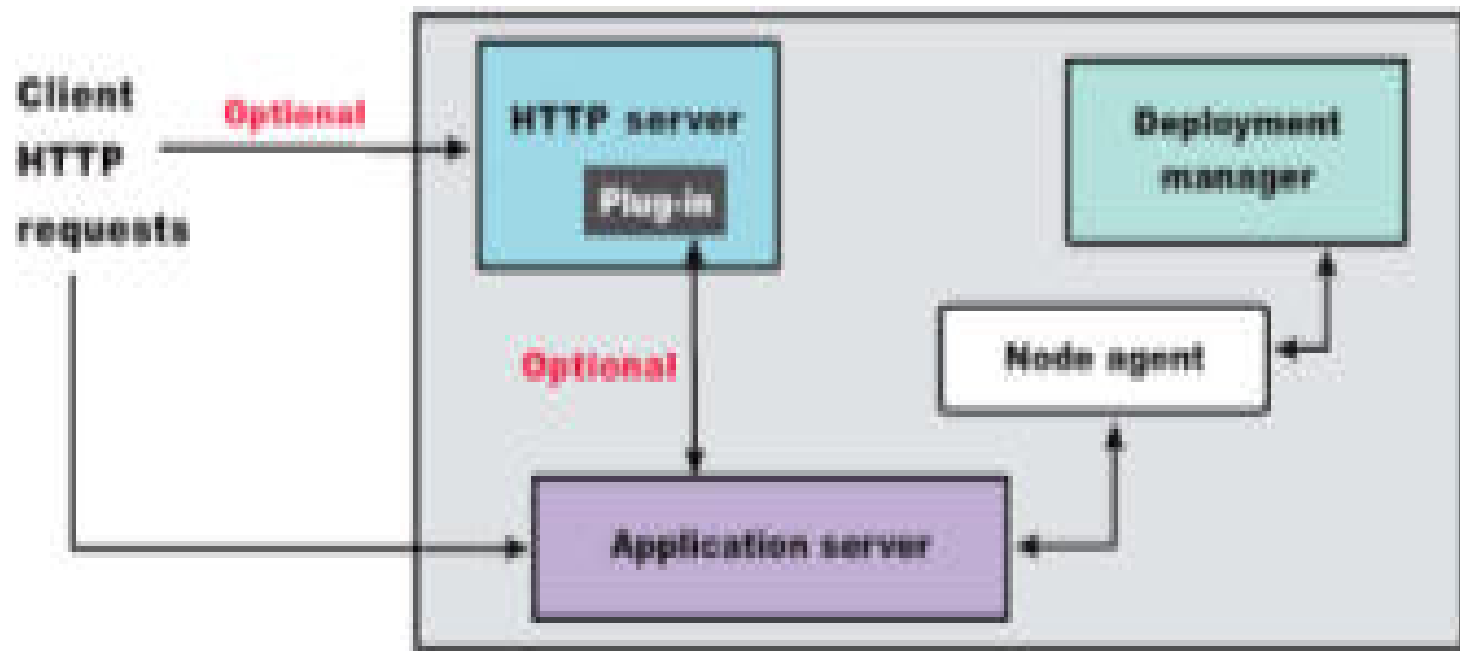 Client
HTTP
requests
Optional
HTTP server
Plug-in
Deployment
manager
Optional
Node agent
Application server